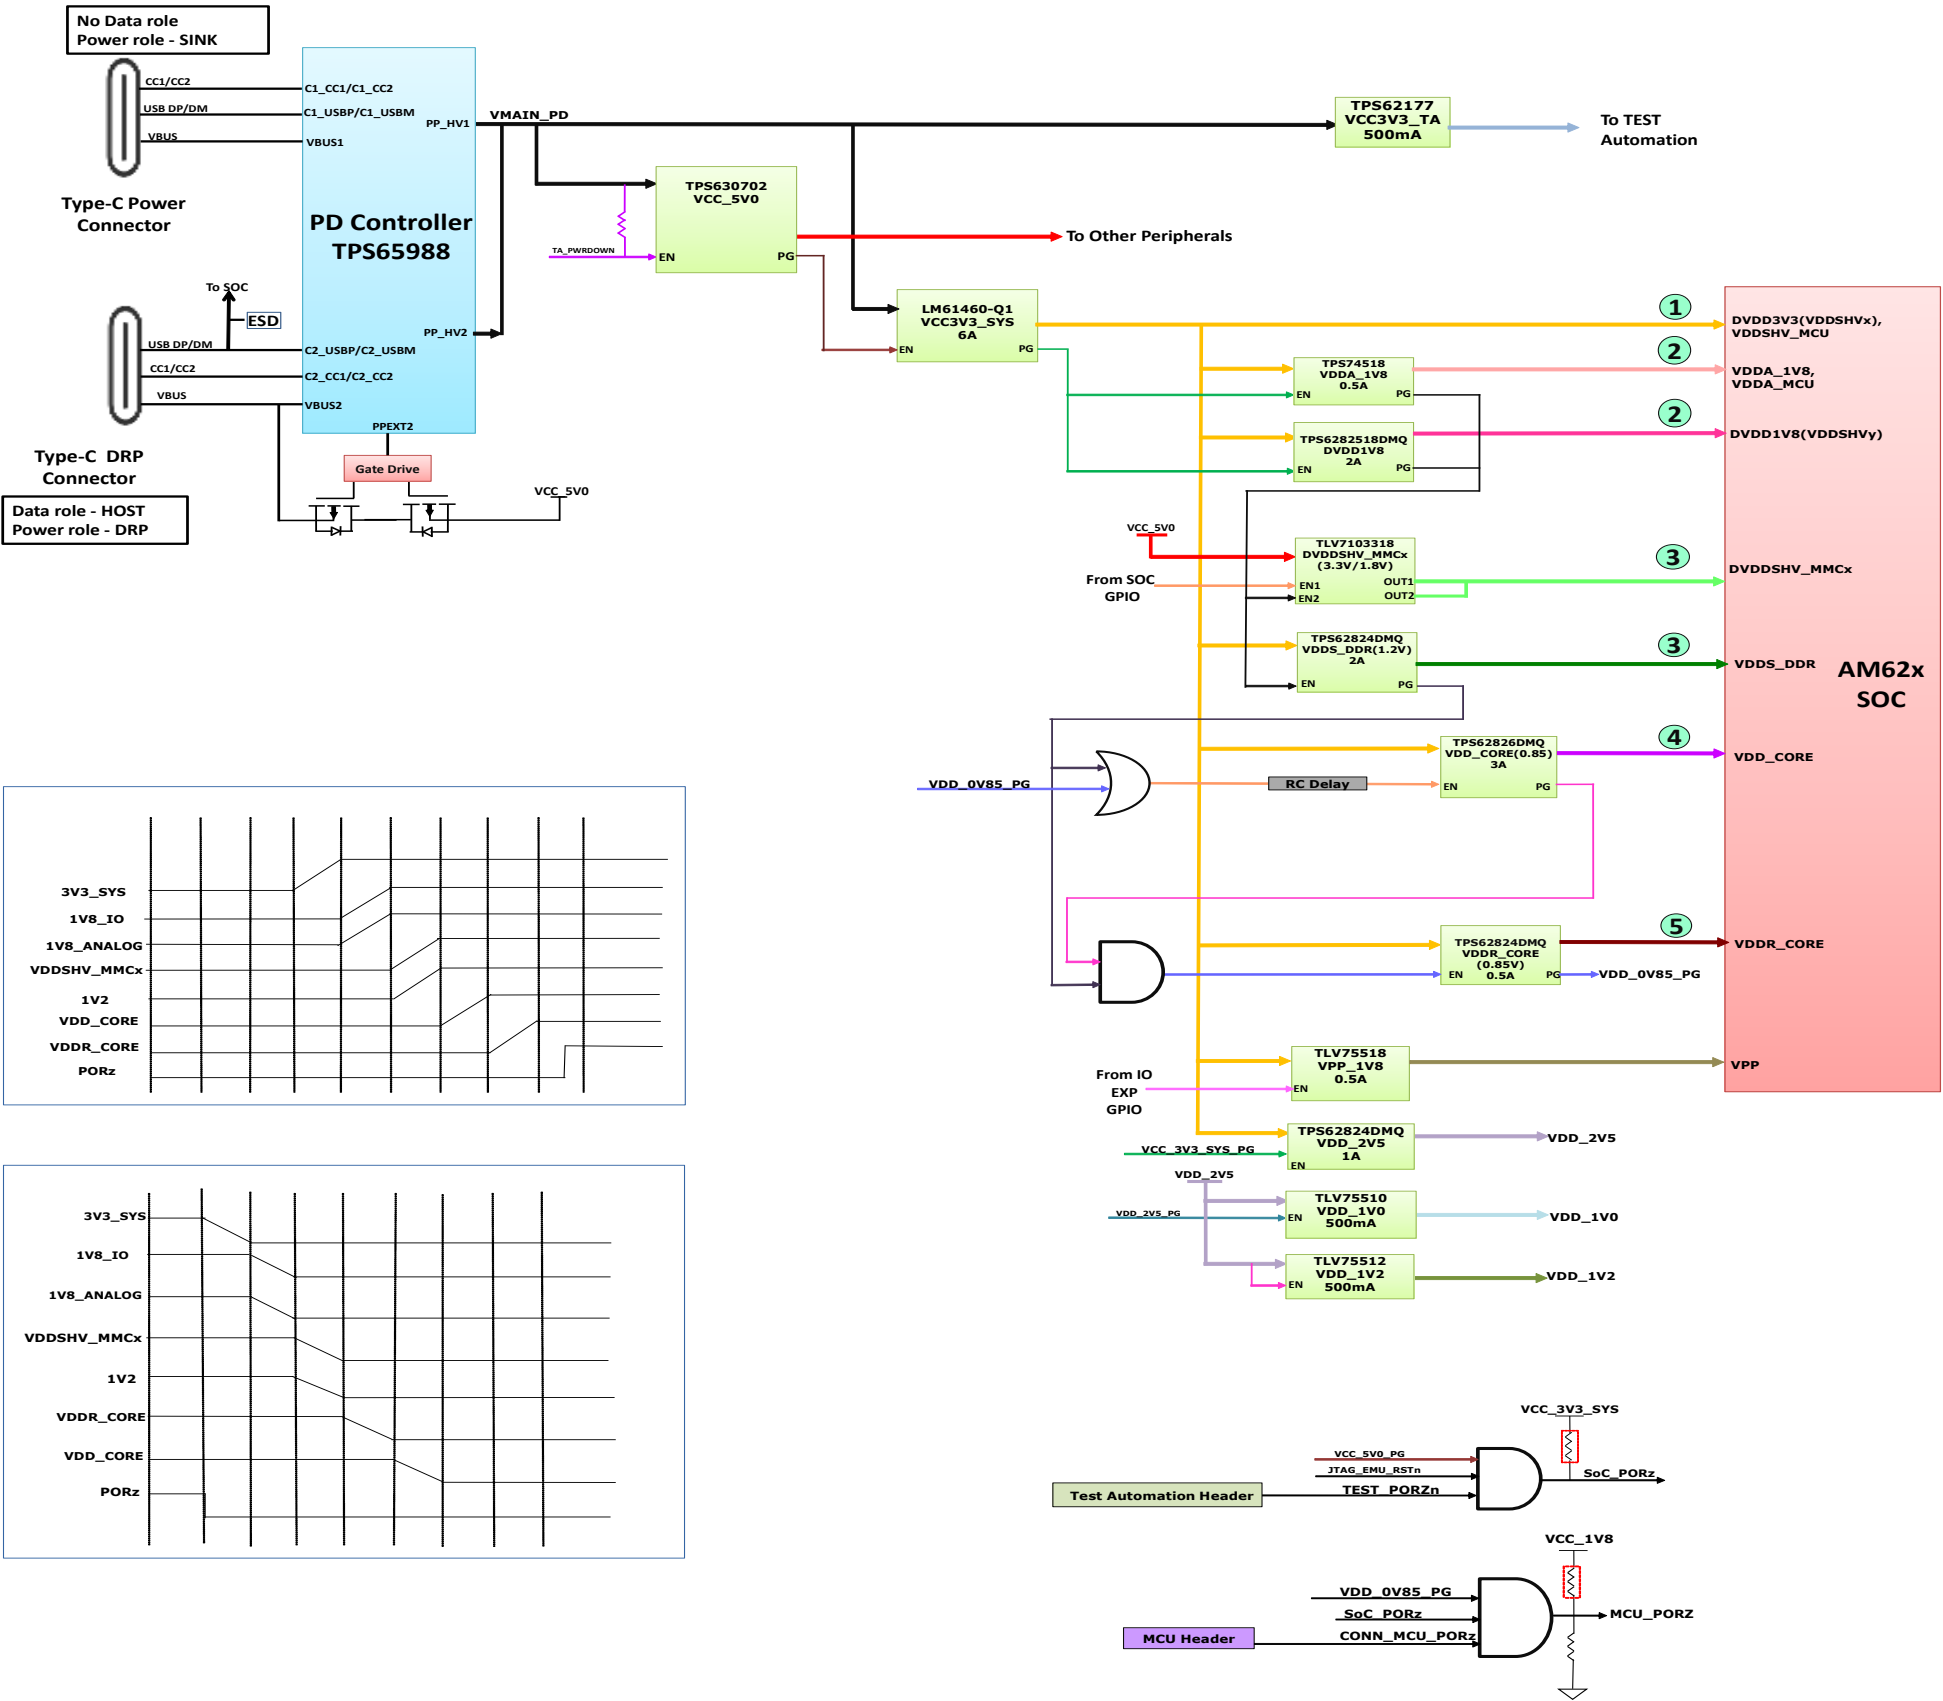 No Data role
Power role - SINK
CC1/CC2
USB DP/DM
VBUS
Type-C Power
Connector
C1_CC1/C1_CC2
C1_USBP/C1_USBM
VBUS1
PP_HV1
PD Controller
TPS65988
PP_HV2
C2_USBP/C2_USBM
C2_CC1/C2_CC2
VBUS2
PPEXT2
To SOC
ESD
USB DP/DM
CC1/CC2
VBUS
Type-C DRP
Connector
Data role - HOST
Power role - DRP
Gate Drive
VCC_5V0
VMAIN_PD
TPS62177
VCC3V3_TA
500mA
To TEST
Automation
TPS630702
VCC_5V0
TA_PWRDOWN
EN
PG
To Other Peripherals
LM61460-Q1
VCC3V3_SYS
6A
EN
PG
1
DVDD3V3(VDDSHVx),
VDDSHV_MCU
TPS74518
VDDA_1V8
0.5A
EN
PG
2
VDDA_1V8,
VDDA_MCU
TPS6282518DMQ
DVDD1V8
2A
EN
PG
2
DVDD1V8(VDDSHVy)
VCC_5V0
From SOC
GPIO
TLV7103318
DVDDSHV_MMCx
(3.3V/1.8V)
EN1
EN2
OUT1
OUT2
3
DVDDSHV_MMCx
TPS62824DMQ
VDDS_DDR(1.2V)
2A
EN
PG
3
VDDS_DDR
AM62x
SOC
VDD_0V85_PG
RC Delay
TPS62826DMQ
VDD_CORE(0.85)
3A
EN
PG
4
VDD_CORE
TPS62824DMQ
VDDR_CORE
(0.85V)
0.5A
EN
PG
VDD_0V85_PG
5
VDDR_CORE
From IO
EXP
GPIO
TLV75518
VPP_1V8
0.5A
EN
VPP
VCC_3V3_SYS_PG
TPS62824DMQ
VDD_2V5
1A
EN
VDD_2V5
VDD_2V5
VDD_2V5_PG
TLV75510
VDD_1V0
500mA
EN
VDD_1V0
TLV75512
VDD_1V2
500mA
EN
VDD_1V2
3V3_SYS
1V8_IO
1V8_ANALOG
VDDSHV_MMCx
1V2
VDD_CORE
VDDR_CORE
PORz
3V3_SYS
1V8_IO
1V8_ANALOG
VDDSHV_MMCx
1V2
VDDR_CORE
VDD_CORE
PORz
VCC_3V3_SYS
VCC_5V0_PG
JTAG_EMU_RSTn
TEST_PORZn
Test Automation Header
SoC_PORz
VCC_1V8
VDD_0V85_PG
SoC_PORz
CONN_MCU_PORz
MCU Header
MCU_PORZ